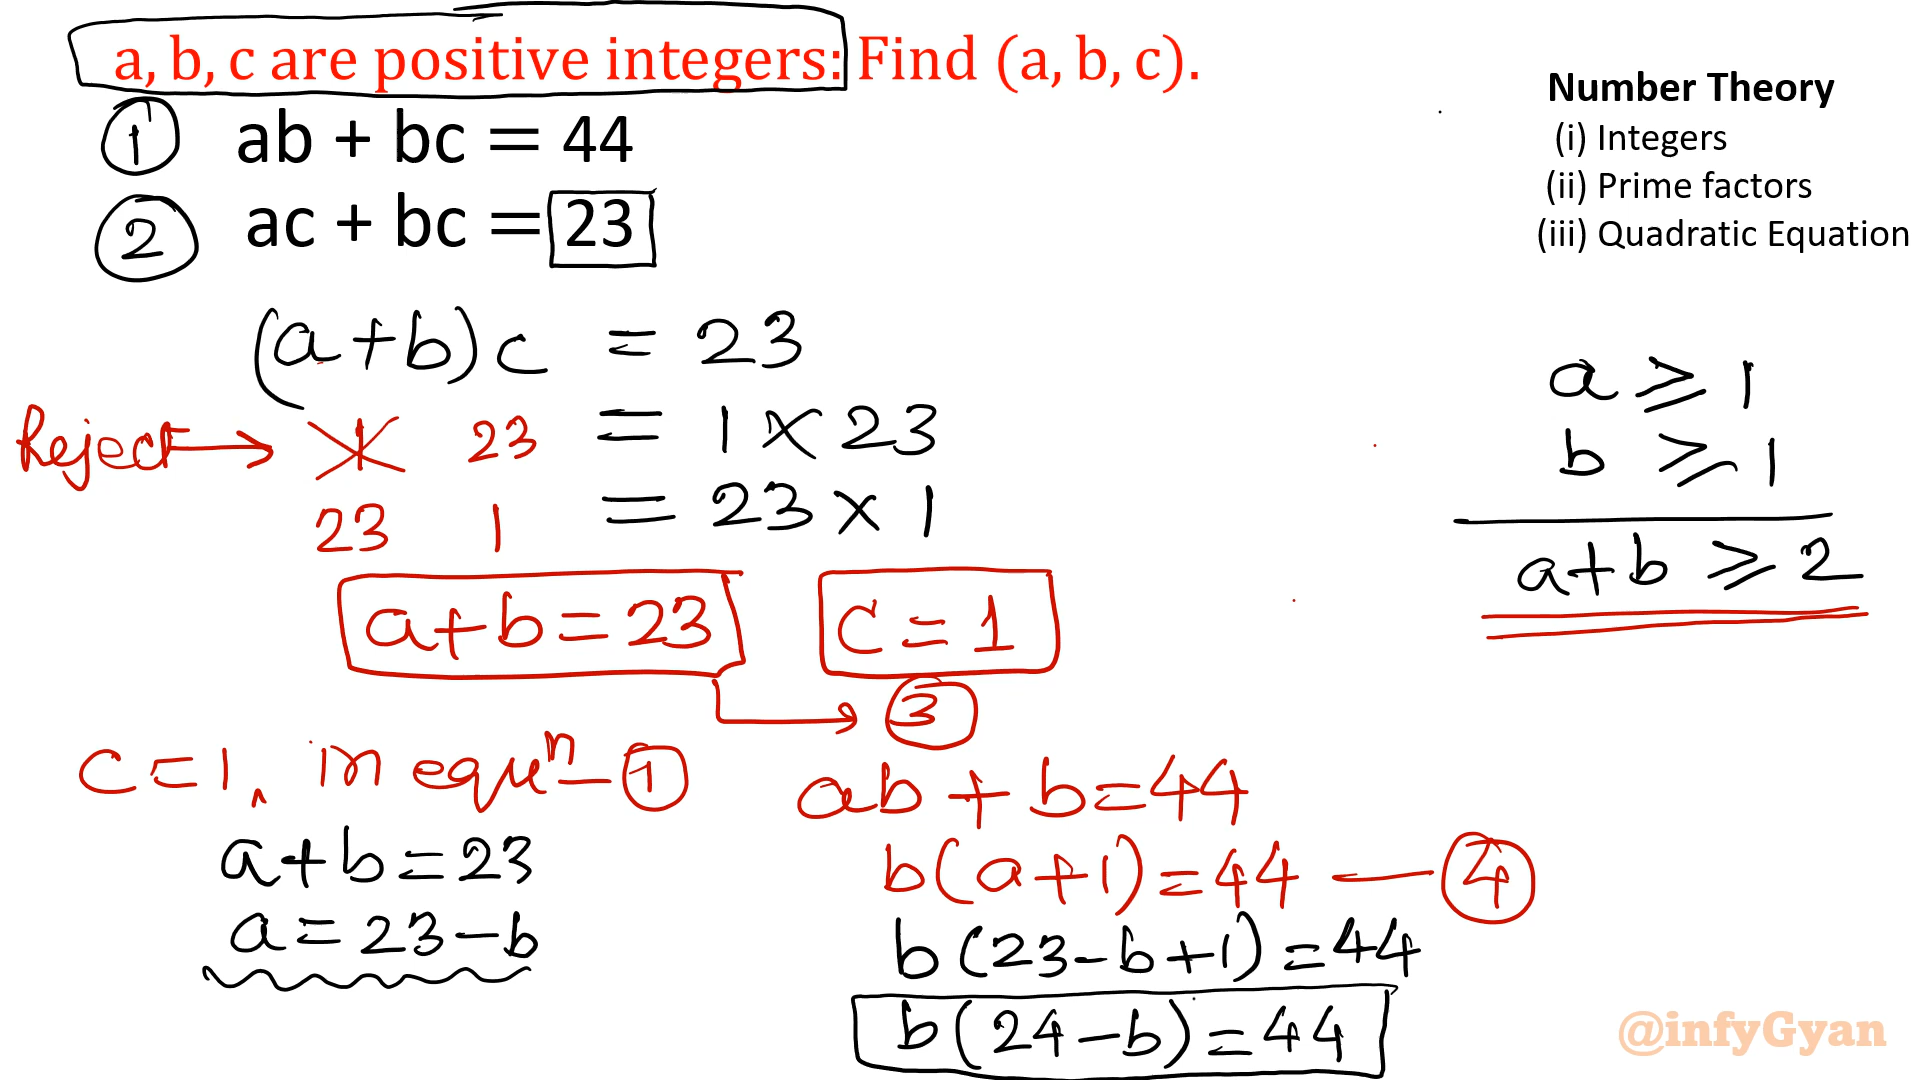 a, b, c are positive integers: Find (a, b, c).
1 ab + bc = 44
2 ac + bc = 23
Number Theory
(i) Integers
(ii) Prime factors
(iii) Quadratic Equation
(a+b)c = 23
Reject → 1 23 = 1 × 23
23 1 = 23 × 1
a+b=23 c=1
3
a ⩾ 1
b ⩾ 1
a+b ⩾ 2
c=1, in equⁿ–1
a+b=23
a=23–b
ab+b=44
b(a+1)=44 — 4
b(23–b+1)=44
b(24–b)=44
@infyGyan